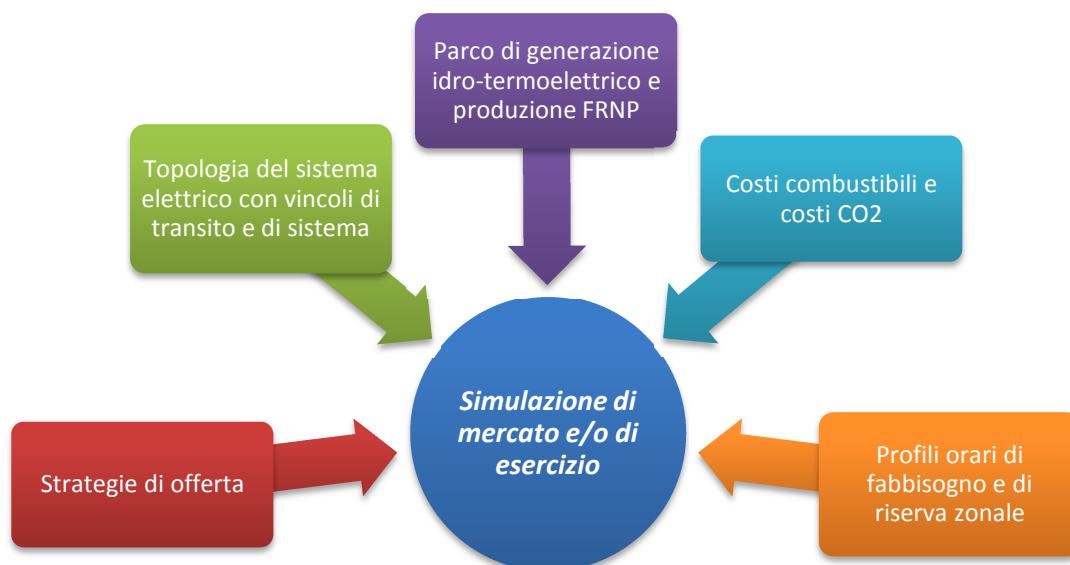 Parco di generazione
idro-termoelettrico e
produzione FRNP
Topologia del sistema
elettrico con vincoli di
transito e di sistema
Costi combustibili e
costi CO2
Simulazione di
mercato e/o di
esercizio
Strategie di offerta
Profili orari di
fabbisogno e di
riserva zonale